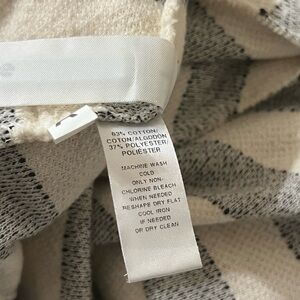 63% COTTON/
COTON/ALGODON
37% POLYESTER/
POLIÉSTER
MACHINE WASH
COLD
ONLY NON-
CHLORINE BLEACH
WHEN NEEDED
RESHAPE DRY FLAT
COOL IRON
IF NEEDED
OR DRY CLEAN